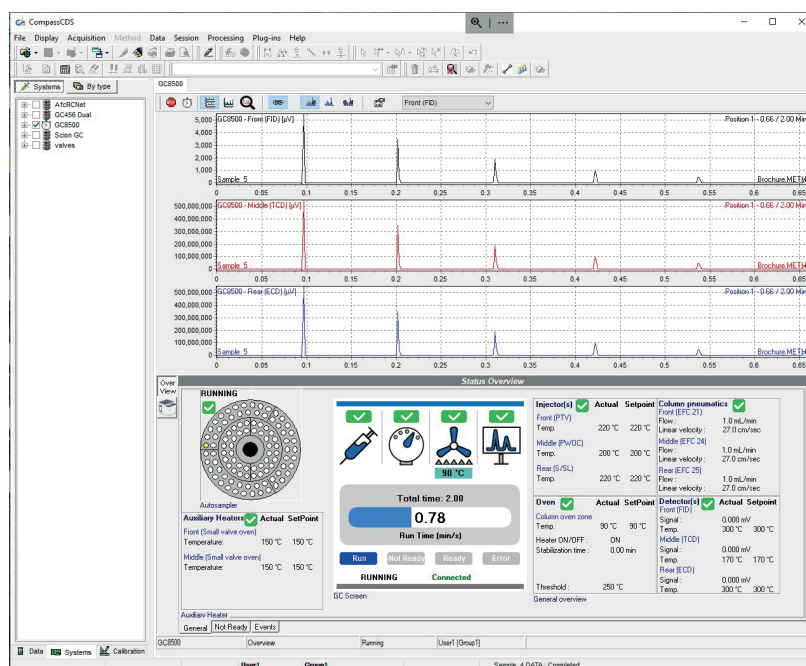 CompassCDS
File Display Acquisition Method Data Session Processing Plug-ins Help
Systems By type
AfcRCNet
GC456 Dual
GC8500
Scion GC
valves
GC8500
Front (FID)
GC8500 - Front (FID) [µV] Position 1 - 0.66 / 2.00 Min
5,000
4,000
3,000
2,000
1,000
0
Sample 5 Brochure.METH
0 0.05 0.1 0.15 0.2 0.25 0.3 0.35 0.4 0.45 0.5 0.55 0.6 0.65
GC8500 - Middle (TCD) [µV] Position 1 - 0.66 / 2.00 Min
500,000,000
400,000,000
300,000,000
200,000,000
100,000,000
0
Sample 5 Brochure.METH
0 0.05 0.1 0.15 0.2 0.25 0.3 0.35 0.4 0.45 0.5 0.55 0.6 0.65
GC8500 - Rear (ECD) [µV] Position 1 - 0.66 / 2.00 Min
500,000,000
400,000,000
300,000,000
200,000,000
100,000,000
0
Sample 5 Brochure.METH
0 0.05 0.1 0.15 0.2 0.25 0.3 0.35 0.4 0.45 0.5 0.55 0.6 0.65
Status Overview
Over
View
RUNNING
Autosampler
Auxiliary Heaters Actual SetPoint
Front (Small valve oven)
Temperature: 150 °C 150 °C
Middle (Small valve oven)
Temperature: 150 °C 150 °C
Auxiliary Heater
90 °C
Total time: 2.00
0.78
Run Time (min/s)
Run Not Ready Ready Error
RUNNING Connected
GC Screen
Injector(s) Actual Setpoint
Front (PTV)
Temp. 220 °C 220 °C
Middle (PWOC)
Temp. 200 °C 200 °C
Rear (S/SL)
Temp. 220 °C 220 °C
Column pneumatics
Front (EFC 21)
Flow : 1.0 mL/min
Linear velocity : 27.0 cm/sec
Middle (EFC 24)
Flow : 1.0 mL/min
Linear velocity : 27.0 cm/sec
Rear (EFC 25)
Flow : 1.0 mL/min
Linear velocity : 27.0 cm/sec
Oven Actual SetPoint
Column oven zone
Temp. 90 °C 90 °C
Heater ON/OFF : ON
Stabilization time : 0.00 min
Threshold : 250 °C
General overview
Detector(s) Actual Setpoint
Front (FID)
Signal : 0.000 mV
Temp. 300 °C 300 °C
Middle (TCD)
Signal : 0.000 mV
Temp. 170 °C 170 °C
Rear (ECD)
Signal : 0.000 mV
Temp. 300 °C 300 °C
General Not Ready Events
GC8500 Overview Running User1 [Group1]
Data Systems Calibration
User1 Group1 Sample 4.DATA : Completed